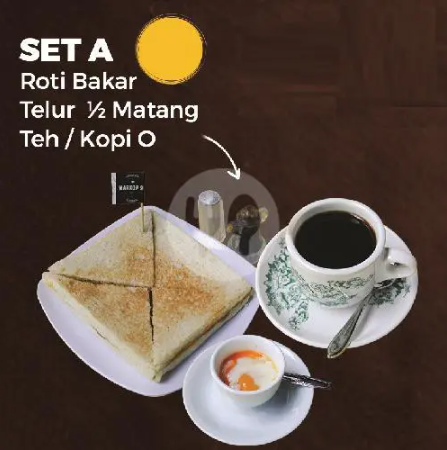 SET A
Roti Bakar
Telur ½ Matang
Teh / Kopi O